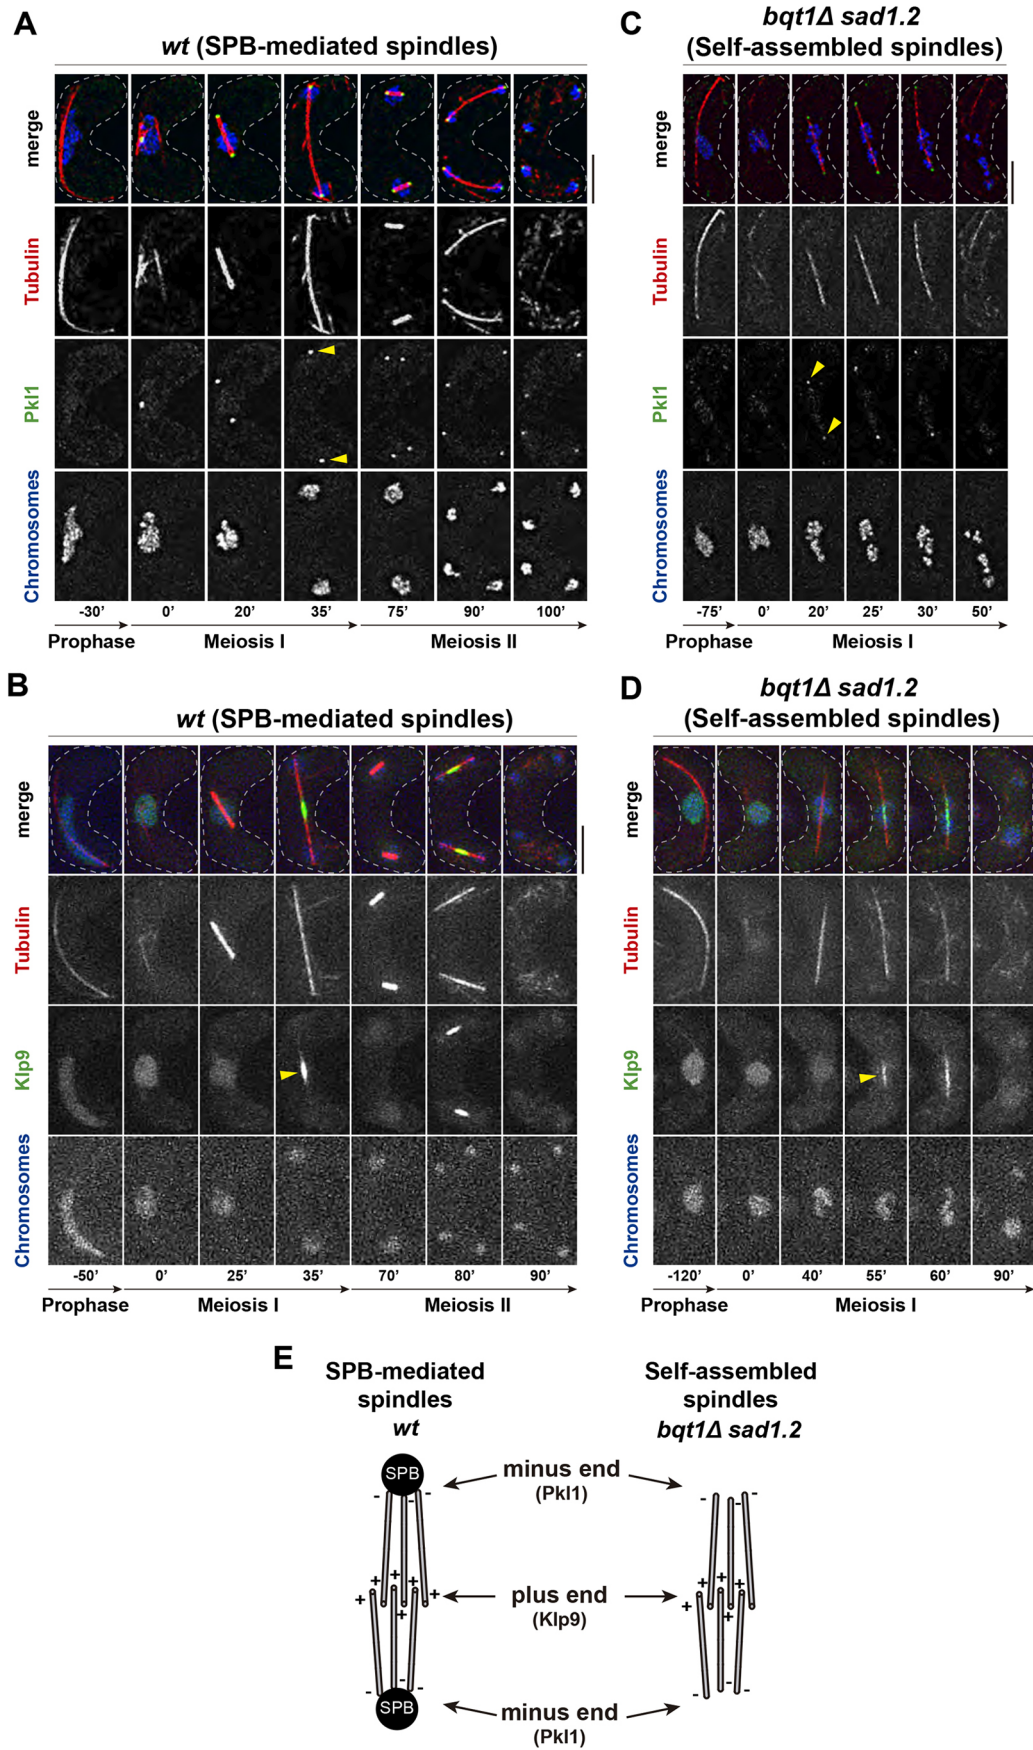 A
wt (SPB-mediated spindles)
merge
Tubulin
Pkl1
Chromosomes
-30’ 0’ 20’ 35’ 75’ 90’ 100’
Prophase Meiosis I Meiosis II
C
bqt1Δ sad1.2
(Self-assembled spindles)
merge
Tubulin
Pkl1
Chromosomes
-75’ 0’ 20’ 25’ 30’ 50’
Prophase Meiosis I
B
wt (SPB-mediated spindles)
merge
Tubulin
Klp9
Chromosomes
-50’ 0’ 25’ 35’ 70’ 80’ 90’
Prophase Meiosis I Meiosis II
D
bqt1Δ sad1.2
(Self-assembled spindles)
merge
Tubulin
Klp9
Chromosomes
-120’ 0’ 40’ 55’ 60’ 90’
Prophase Meiosis I
E
SPB-mediated
spindles
wt
Self-assembled
spindles
bqt1Δ sad1.2
SPB
minus end
(Pkl1)
- - -
- - -
+ + + + +
plus end
(Klp9)
+ + + +
- - -
SPB
minus end
(Pkl1)
- - -